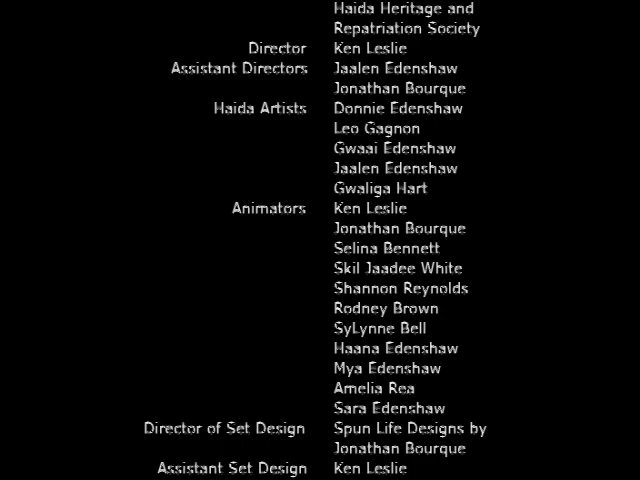 Haida Heritage and
Repatriation Society
Director Ken Leslie
Assistant Directors Jaalen Edenshaw
Jonathan Bourque
Haida Artists Donnie Edenshaw
Leo Gagnon
Gwaai Edenshaw
Jaalen Edenshaw
Gwaliga Hart
Animators Ken Leslie
Jonathan Bourque
Selina Bennett
Skil Jaadee White
Shannon Reynolds
Rodney Brown
SyLynne Bell
Haana Edenshaw
Mya Edenshaw
Amelia Rea
Sara Edenshaw
Director of Set Design Spun Life Designs by
Jonathan Bourque
Assistant Set Design Ken Leslie